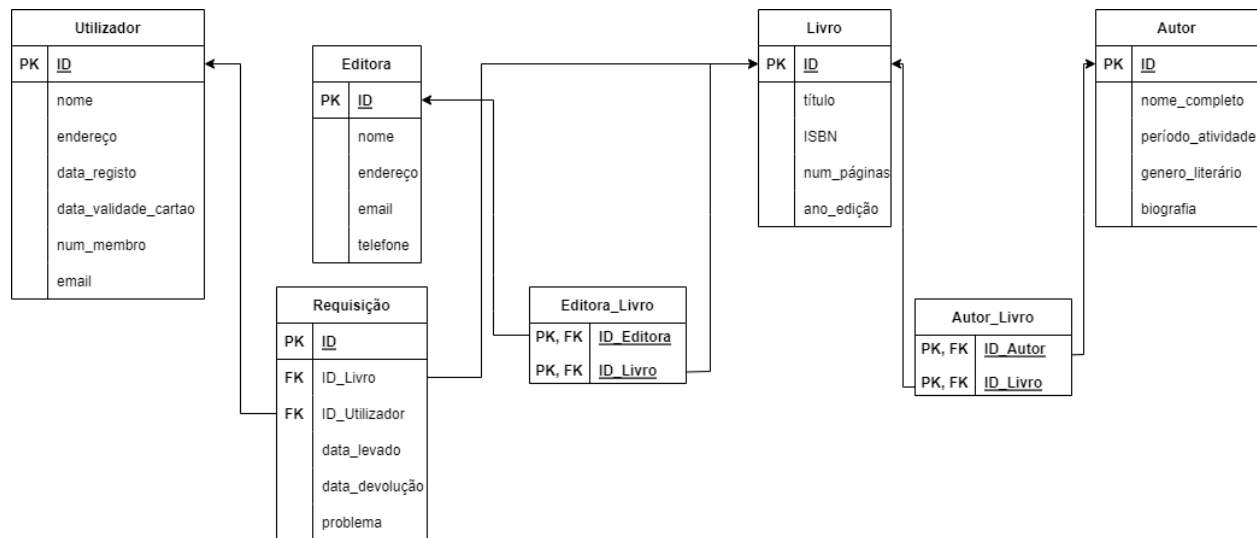 Utilizador
PK ID
nome
endereço
data_registo
data_validade_cartao
num_membro
email
Editora
PK ID
nome
endereço
email
telefone
Livro
PK ID
título
ISBN
num_páginas
ano_edição
Autor
PK ID
nome_completo
período_atividade
genero_literário
biografia
Requisição
PK ID
FK ID_Livro
FK ID_Utilizador
data_levado
data_devolução
problema
Editora_Livro
PK, FK ID_Editora
PK, FK ID_Livro
Autor_Livro
PK, FK ID_Autor
PK, FK ID_Livro